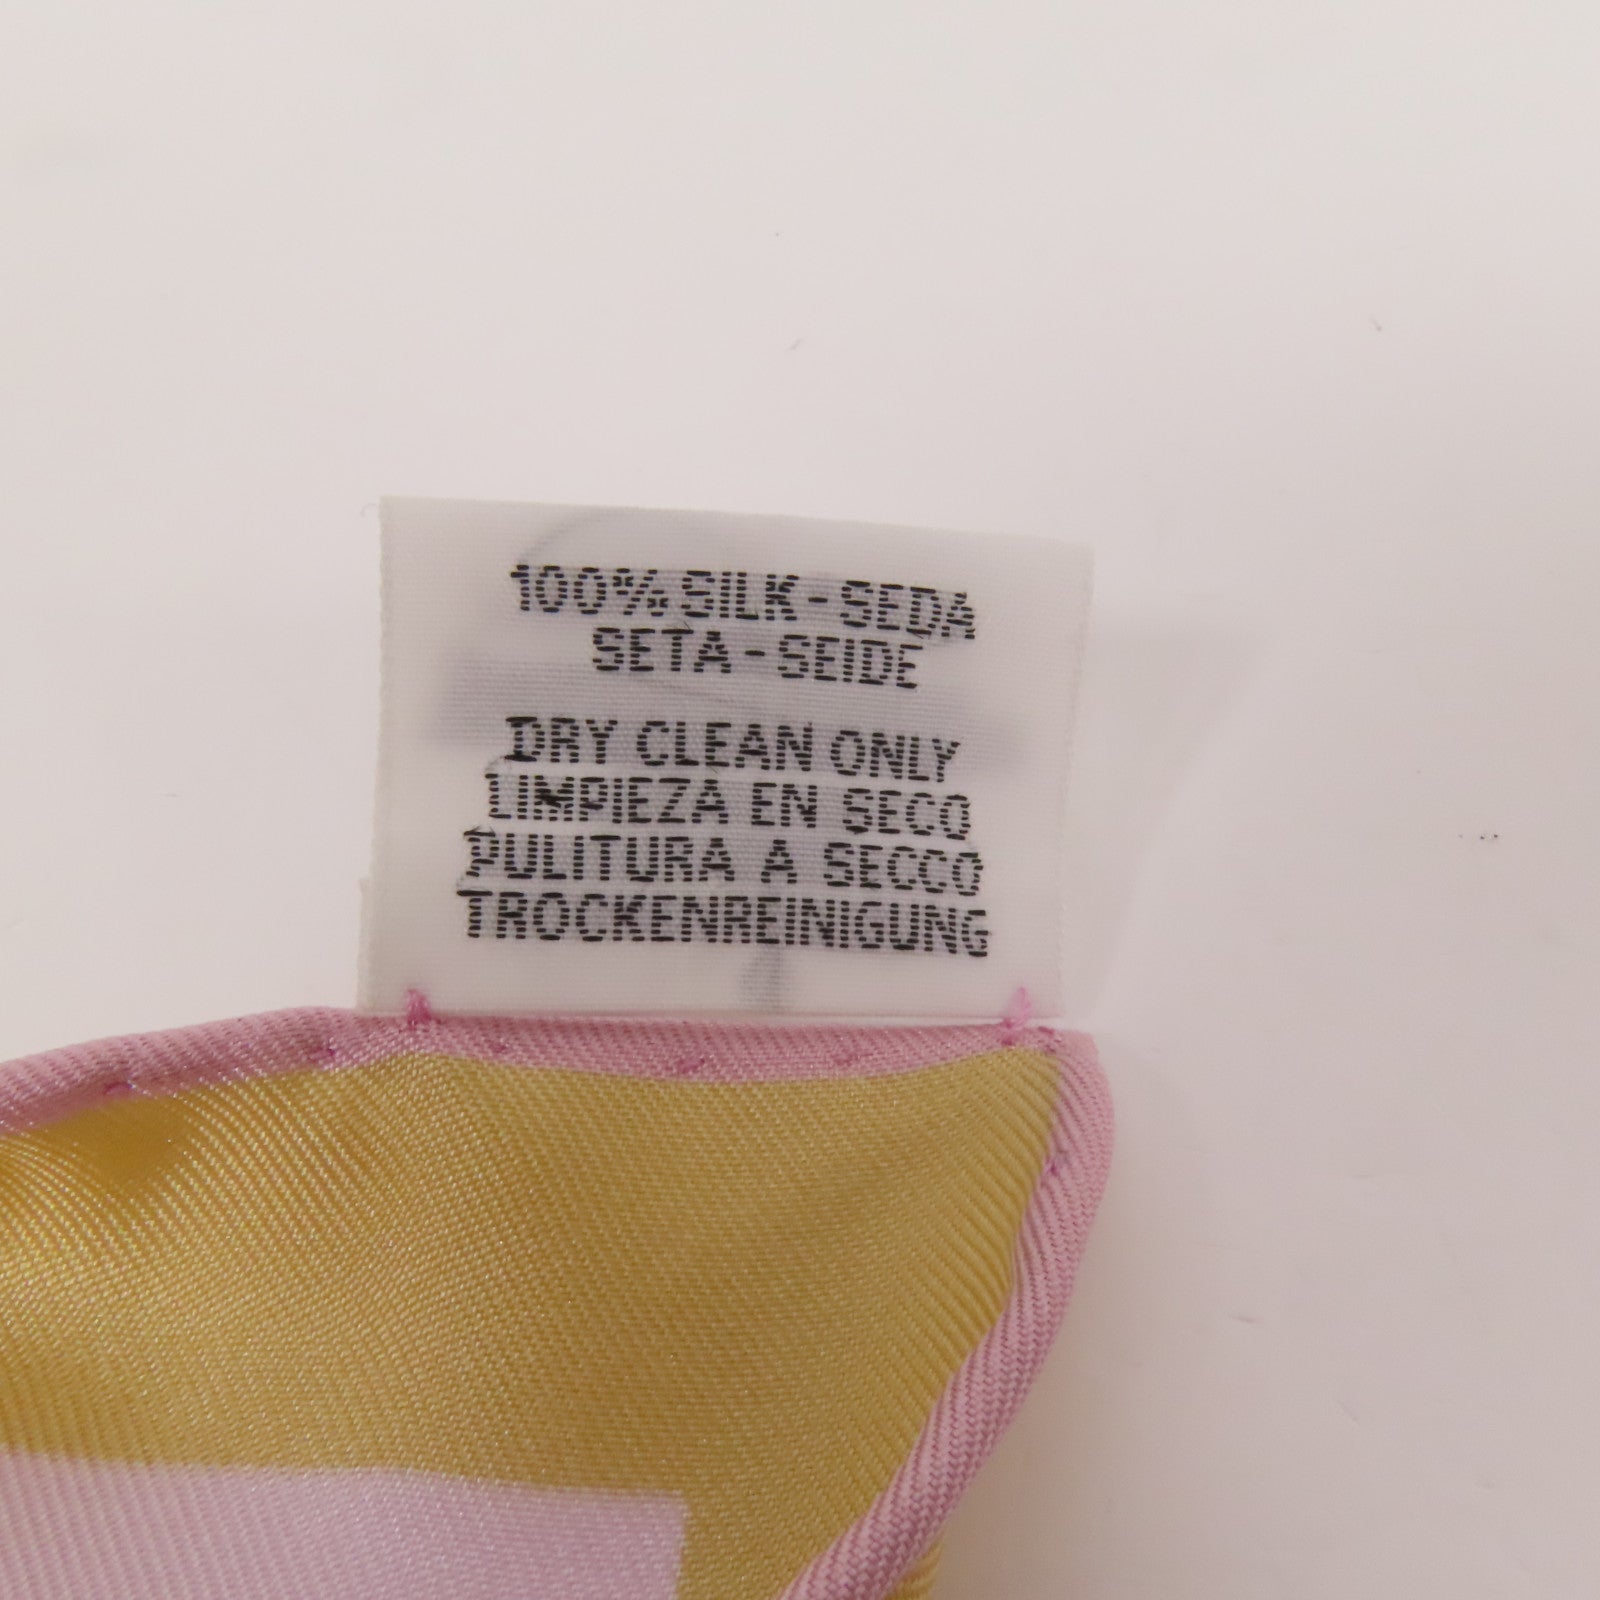 100% SILK - SEDA
SETA - SEIDE
DRY CLEAN ONLY
LIMPIEZA EN SECO
PULITURA A SECCO
TROCKENREINIGUNG